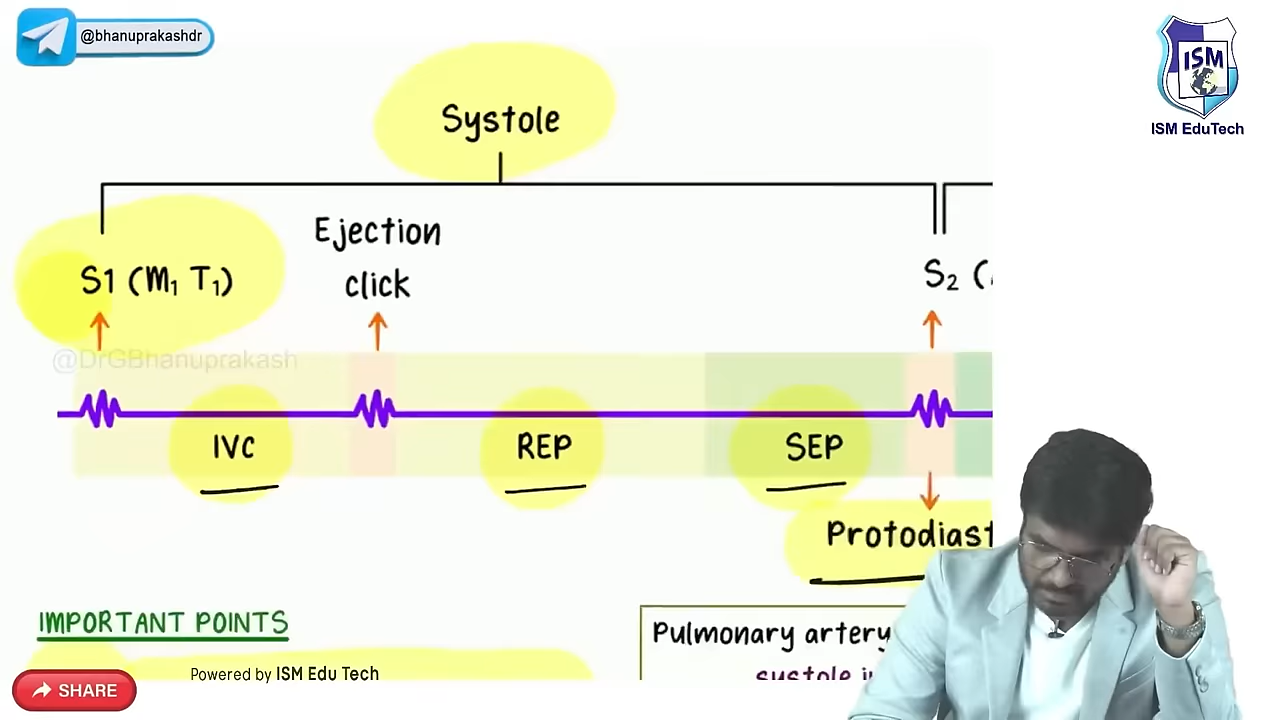 @bhanuprakashdr
ISM
ISM EduTech
Systole
Ejection
click
S1 (M₁ T₁)
S₂ (
@DrGBhanuprakash
IVC
REP
SEP
Protodiast
IMPORTANT POINTS
Pulmonary artery
systole i
Powered by ISM Edu Tech
SHARE